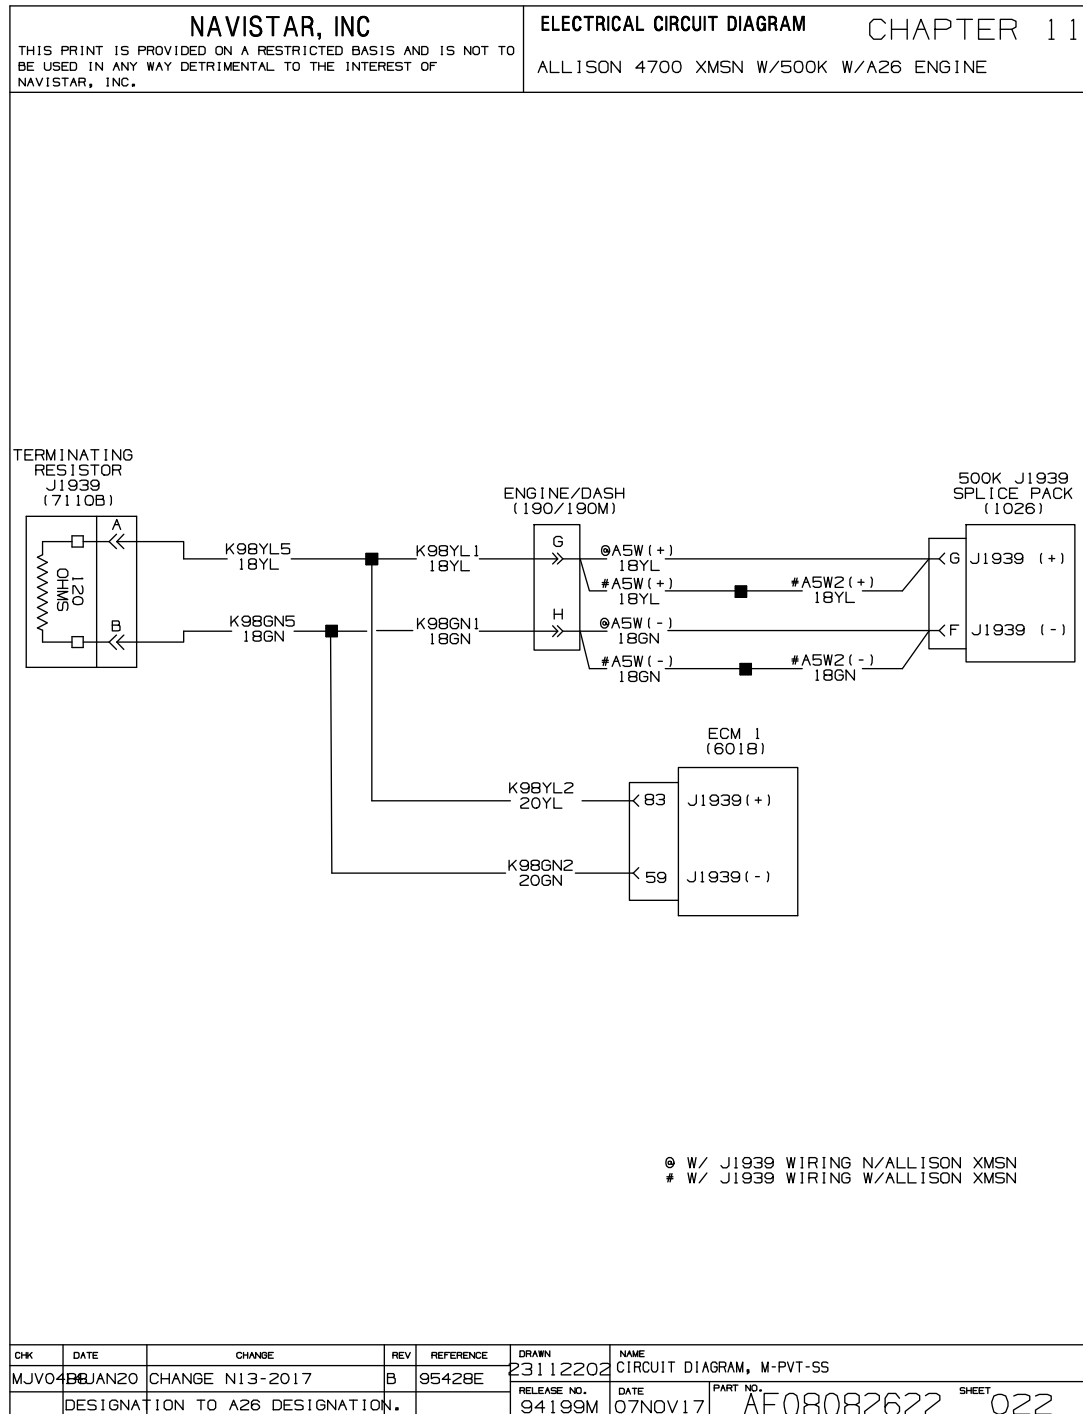 NAVISTAR, INC
THIS PRINT IS PROVIDED ON A RESTRICTED BASIS AND IS NOT TO
BE USED IN ANY WAY DETRIMENTAL TO THE INTEREST OF
NAVISTAR, INC.
ELECTRICAL CIRCUIT DIAGRAM
CHAPTER 11
ALLISON 4700 XMSN W/500K W/A26 ENGINE
TERMINATING
RESISTOR
J1939
(7110B)
A
B
120
OHMS
K98YL5
18YL
K98GN5
18GN
K98YL1
18YL
K98GN1
18GN
ENGINE/DASH
(190/190M)
G
H
@A5W(+)
18YL
#A5W(+)
18YL
@A5W(-)
18GN
#A5W(-)
18GN
#A5W2(+)
18YL
#A5W2(-)
18GN
500K J1939
SPLICE PACK
(1026)
G J1939 (+)
F J1939 (-)
ECM 1
(6018)
K98YL2
20YL
83 J1939(+)
K98GN2
20GN
59 J1939(-)
@ W/ J1939 WIRING N/ALLISON XMSN
# W/ J1939 WIRING W/ALLISON XMSN
CHK DATE CHANGE REV REFERENCE
CHANGE N13-2017 B 95428E
DESIGNATION TO A26 DESIGNATION.
DRAWN
23112202
NAME
CIRCUIT DIAGRAM, M-PVT-SS
RELEASE NO.
94199M
DATE
07NOV17
PART NO.
AF08082622
SHEET
022